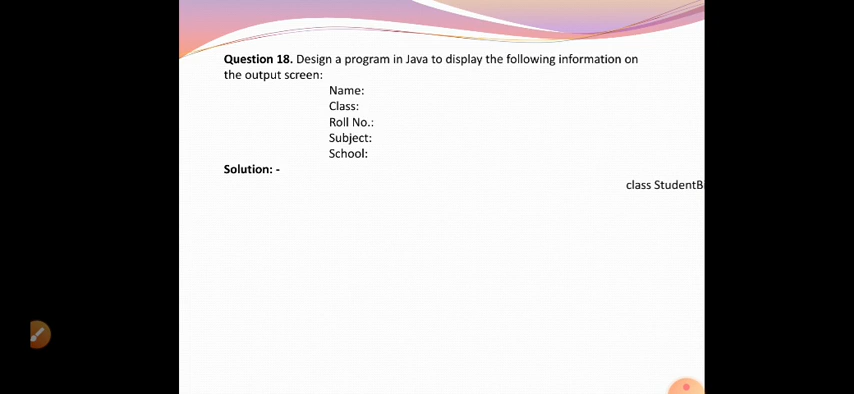 Question 18. Design a program in Java to display the following information on
the output screen:
Name:
Class:
Roll No.:
Subject:
School:
Solution: -
class StudentB